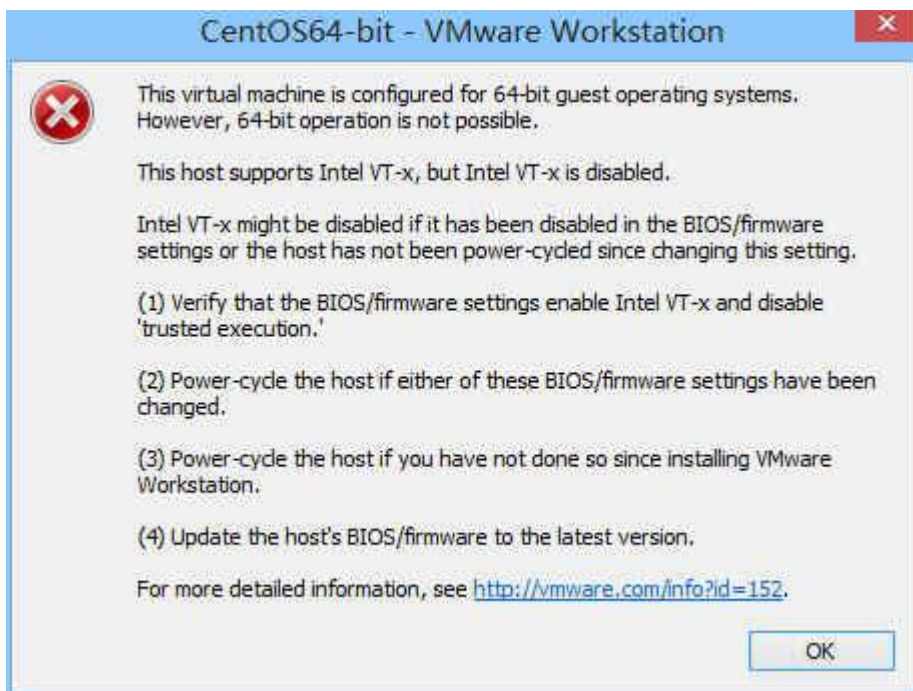 CentOS64-bit - VMware Workstation
This virtual machine is configured for 64-bit guest operating systems.
However, 64-bit operation is not possible.
This host supports Intel VT-x, but Intel VT-x is disabled.
Intel VT-x might be disabled if it has been disabled in the BIOS/firmware
settings or the host has not been power-cycled since changing this setting.
(1) Verify that the BIOS/firmware settings enable Intel VT-x and disable
'trusted execution.'
(2) Power-cycle the host if either of these BIOS/firmware settings have been
changed.
(3) Power-cycle the host if you have not done so since installing VMware
Workstation.
(4) Update the host's BIOS/firmware to the latest version.
For more detailed information, see http://vmware.com/info?id=152.
OK